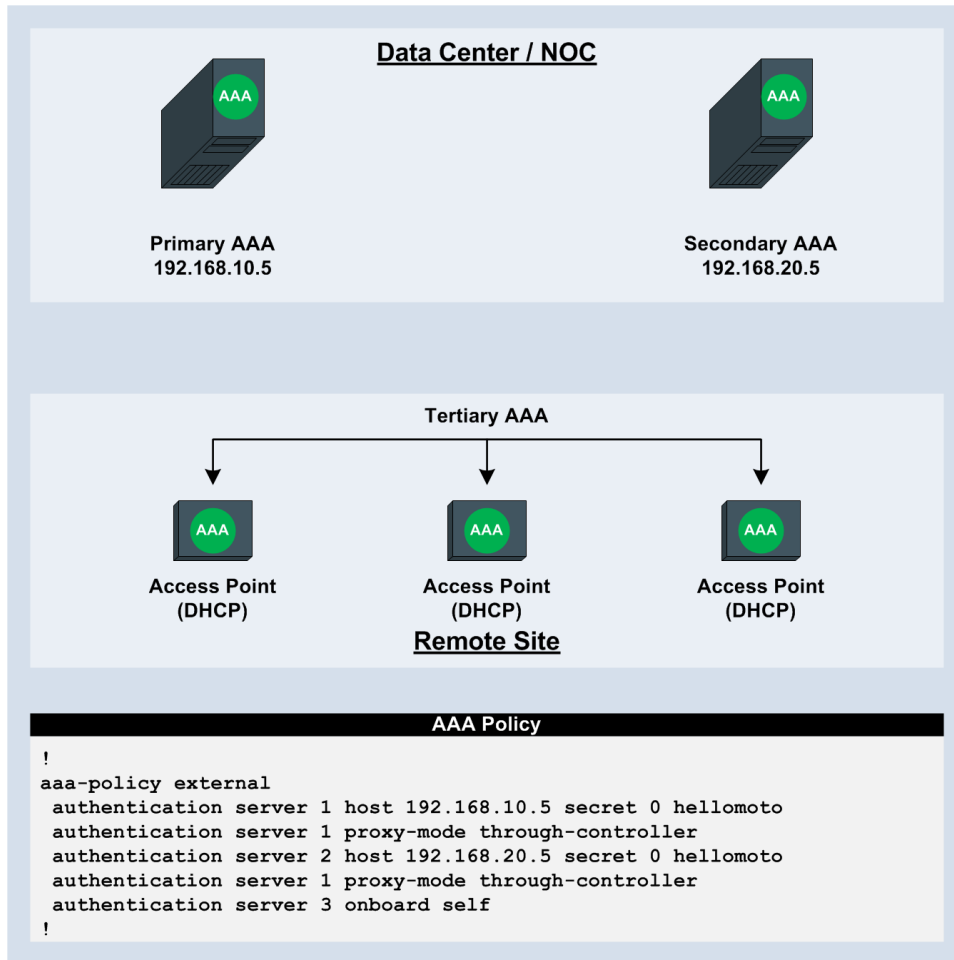 Data Center / NOC
AAA
AAA
Primary AAA
192.168.10.5
Secondary AAA
192.168.20.5
Tertiary AAA
AAA
AAA
AAA
Access Point
(DHCP)
Access Point
(DHCP)
Access Point
(DHCP)
Remote Site
AAA Policy
!
aaa-policy external
 authentication server 1 host 192.168.10.5 secret 0 hellomoto
 authentication server 1 proxy-mode through-controller
 authentication server 2 host 192.168.20.5 secret 0 hellomoto
 authentication server 1 proxy-mode through-controller
 authentication server 3 onboard self
!